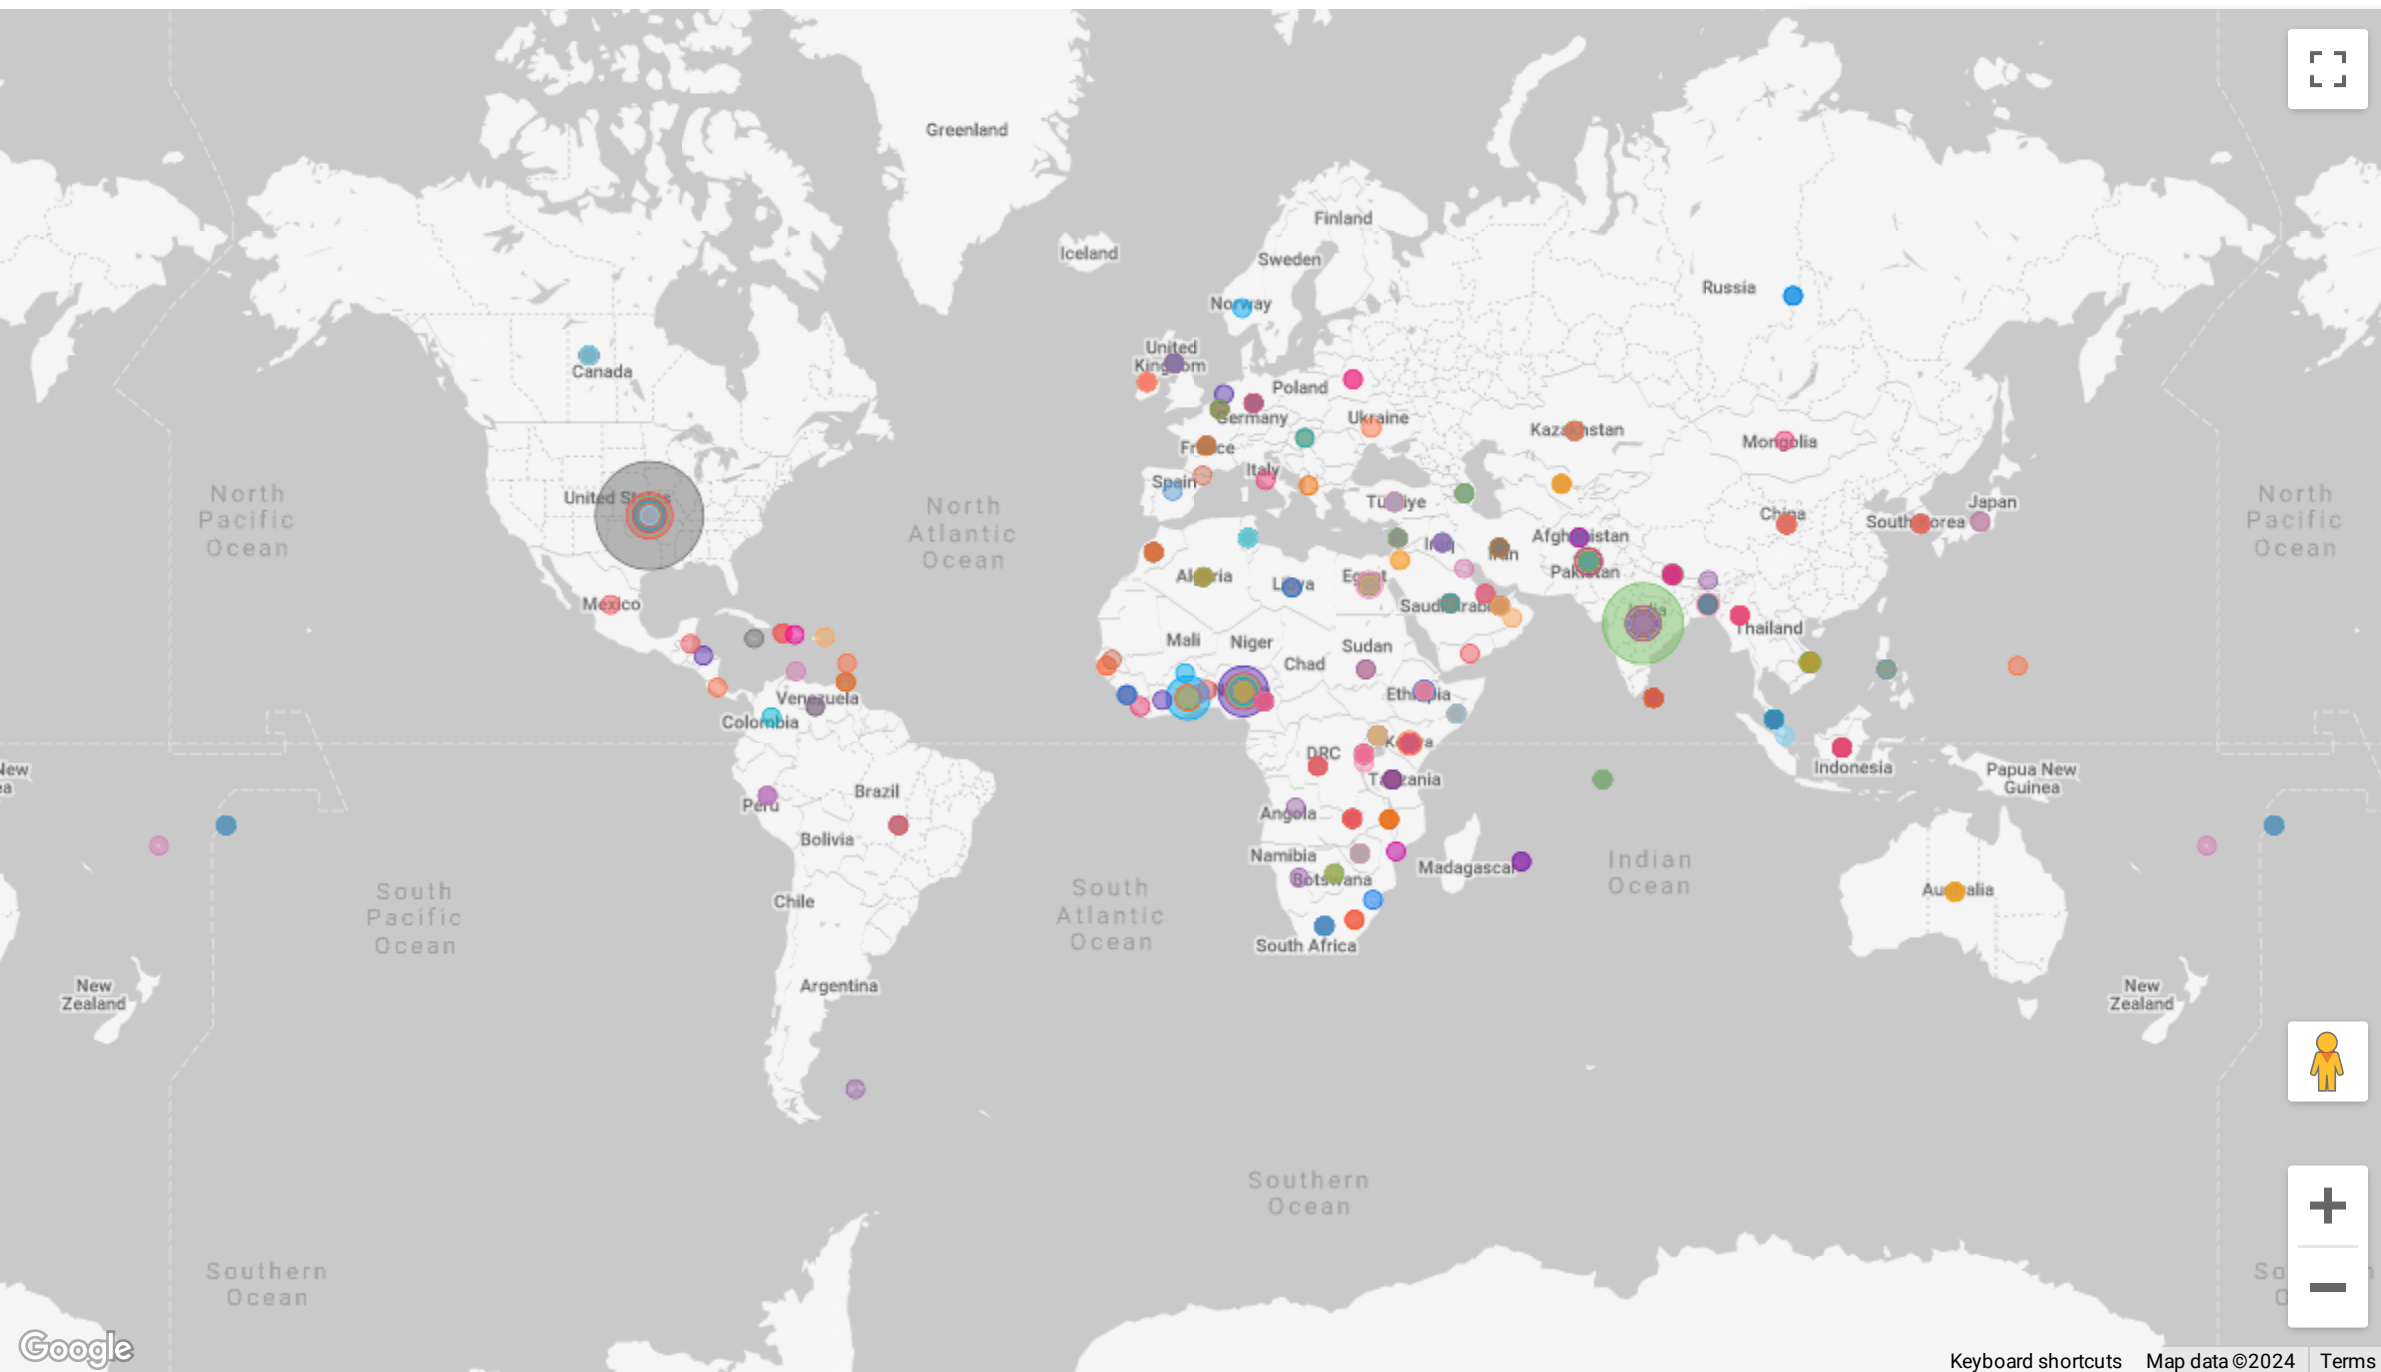 Greenland
Finland
Iceland
Sweden
Norway
Russia
United
Kingdom
Canada
Poland
Germany
Ukraine
Kazakhstan
Mongolia
France
Italy
Spain
United States
North
Pacific
Ocean
North
Atlantic
Ocean
North
Pacific
Ocean
Türkiye
Japan
China
South Korea
Afghanistan
Iraq
Iran
Pakistan
Algeria
Libya
Egypt
Mexico
Saudi Arabia
India
Thailand
Mali
Niger
Sudan
Chad
Ethiopia
Venezuela
Colombia
DRC
Kenya
Indonesia
Papua New
Guinea
Tanzania
Peru
Brazil
Angola
Bolivia
Namibia
Botswana
Madagascar
Indian
Ocean
Australia
Chile
South
Pacific
Ocean
South
Atlantic
Ocean
South Africa
Argentina
New
Zealand
New
Zealand
Southern
Ocean
Southern
Ocean
Google
Keyboard shortcuts
Map data ©2024
Terms